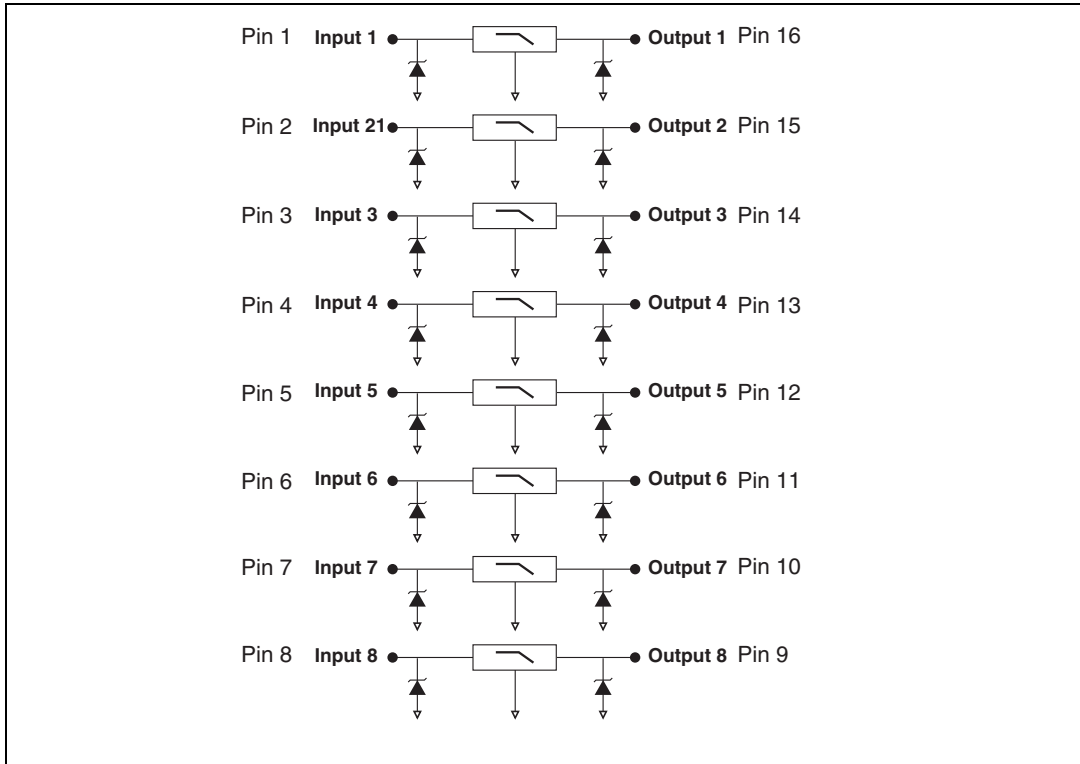 Pin 1 Input 1 Output 1 Pin 16
Pin 2 Input 21 Output 2 Pin 15
Pin 3 Input 3 Output 3 Pin 14
Pin 4 Input 4 Output 4 Pin 13
Pin 5 Input 5 Output 5 Pin 12
Pin 6 Input 6 Output 6 Pin 11
Pin 7 Input 7 Output 7 Pin 10
Pin 8 Input 8 Output 8 Pin 9